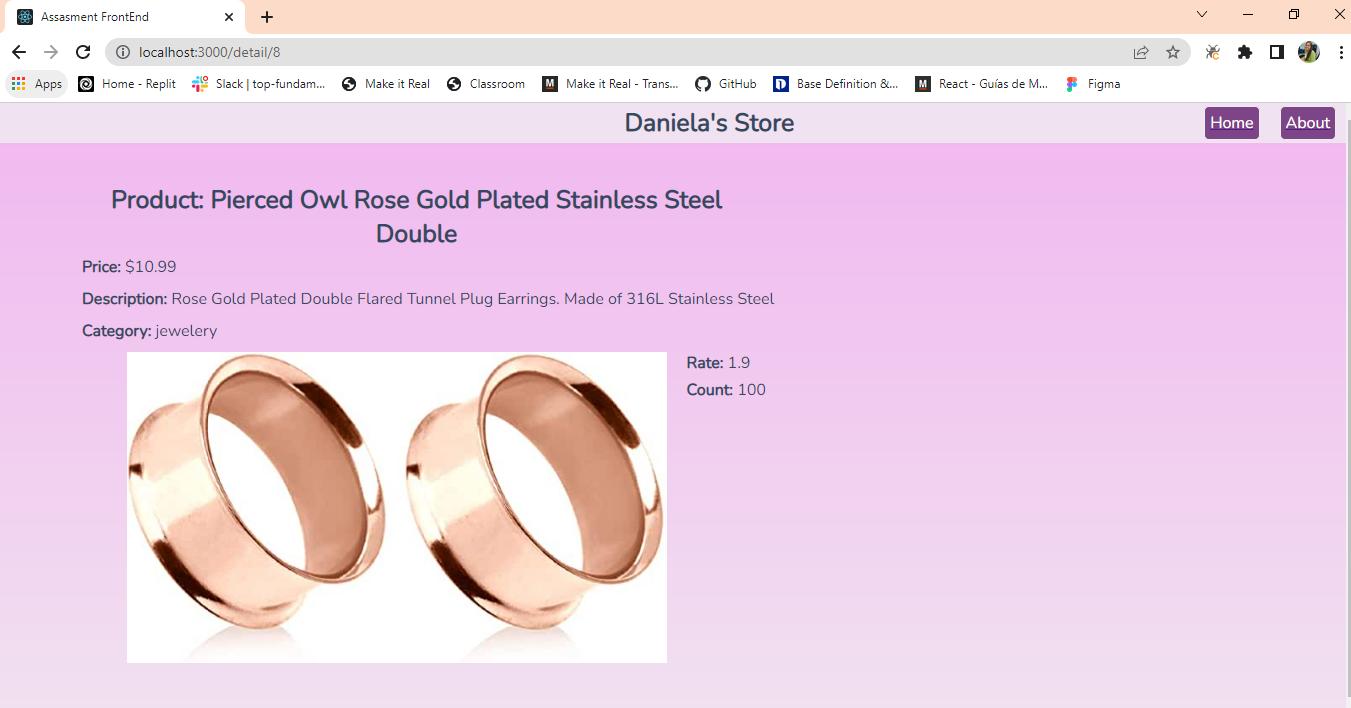 Assasment FrontEnd
localhost:3000/detail/8
Apps Home - Replit Slack | top-fundam... Make it Real Classroom Make it Real - Trans... GitHub Base Definition &... React - Guías de M... Figma
Daniela's Store Home About
Product: Pierced Owl Rose Gold Plated Stainless Steel
Double
Price: $10.99
Description: Rose Gold Plated Double Flared Tunnel Plug Earrings. Made of 316L Stainless Steel
Category: jewelery
Rate: 1.9
Count: 100